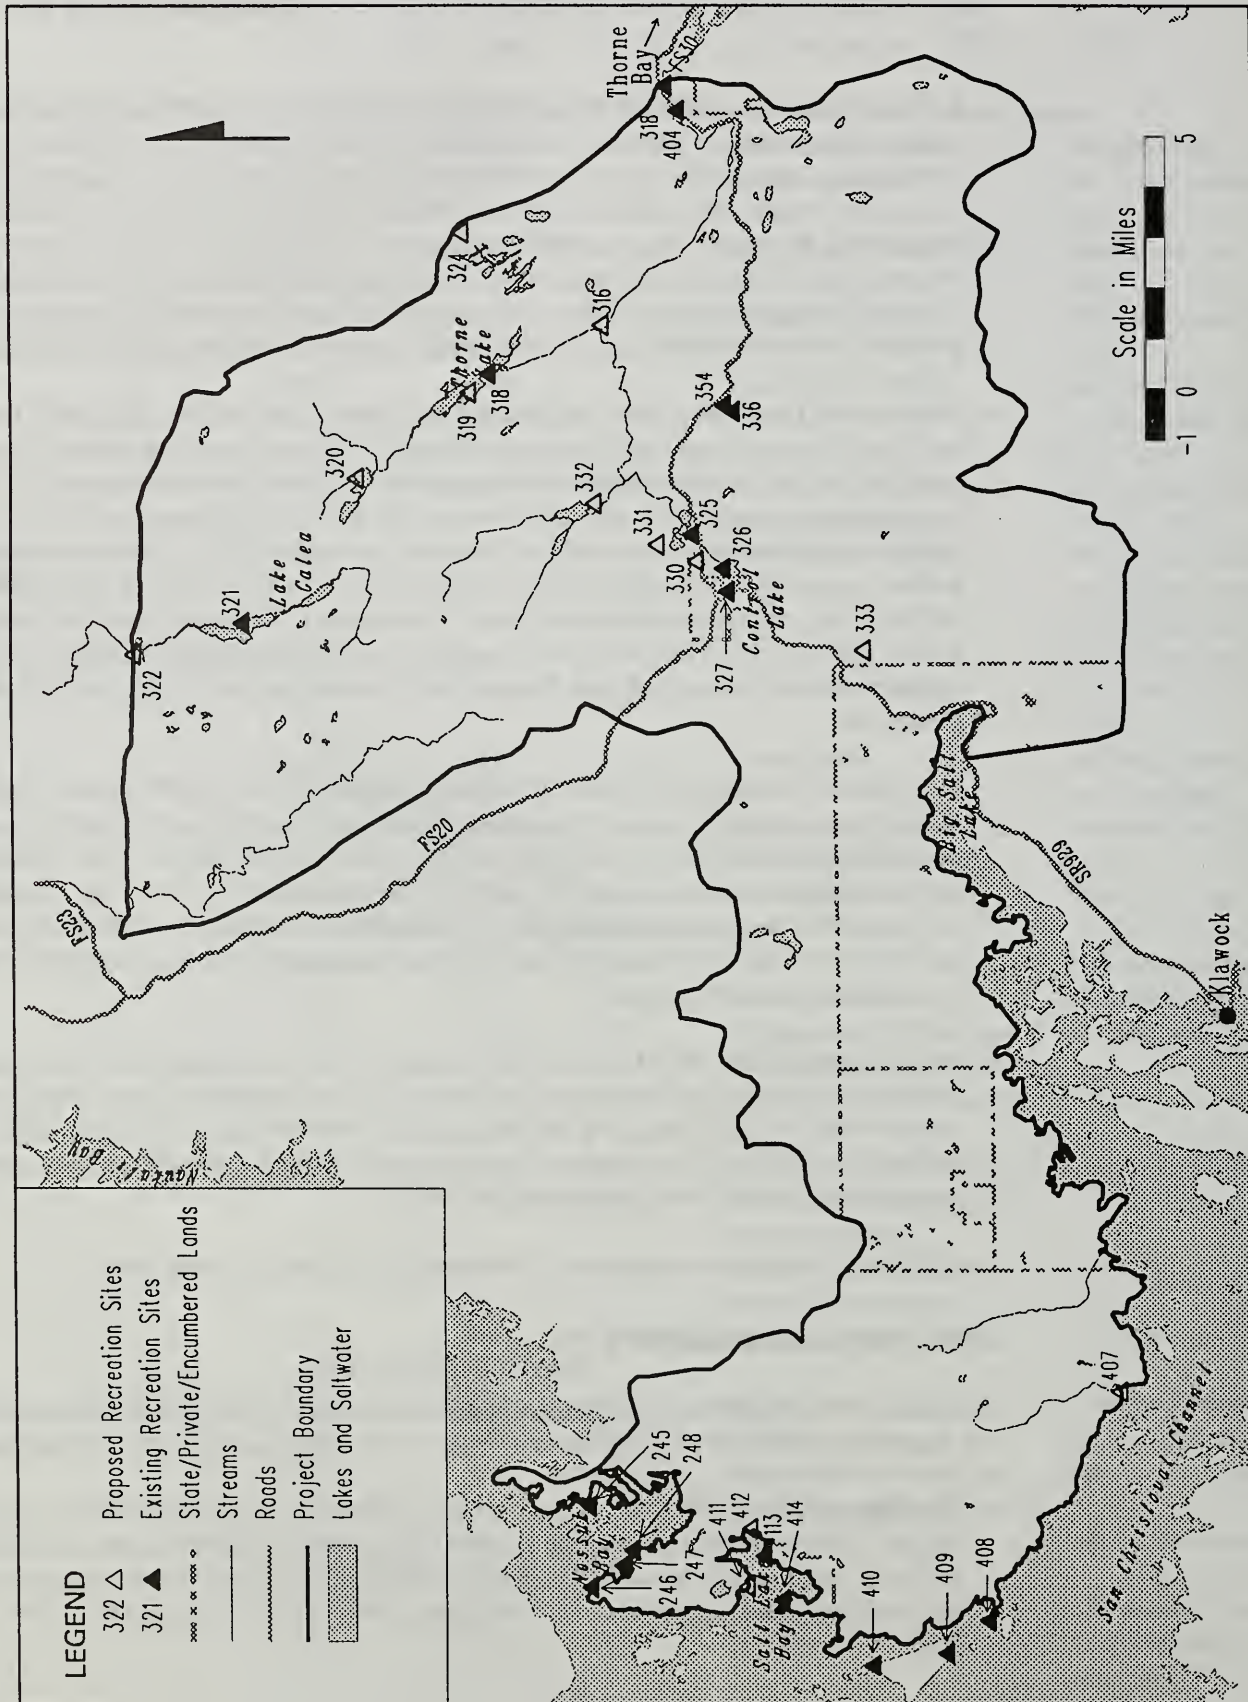 LEGEND
322 Proposed Recreation Sites
321 Existing Recreation Sites
State/Private/Encumbered Lands
Streams
Roads
Project Boundary
Lakes and Saltwater
Naukati
Bay
FS23
FS20
322
321
Lake
Calea
320
Thorne
Lake
319
318
324
316
332
331
330
325
326
327
Control
Lake
354
336
333
Thorne
Bay
FS30
318
404
Big Salt
Lake
SR929
Klawock
Scale in Miles
-1 0 5
Nossuk
Bay
245
248
247
246
411
412
113
414
Salt Lake
Bay
410
409
408
407
?
San Christoval Channel